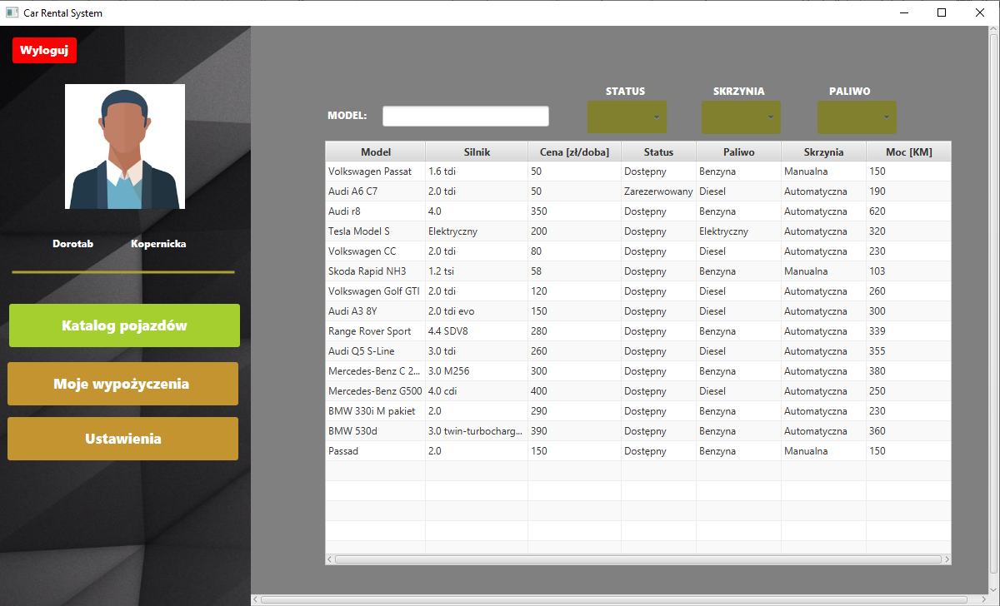 Car Rental System
Wyloguj
Dorotab Kopernicka
Katalog pojazdów
Moje wypożyczenia
Ustawienia
STATUS SKRZYNIA PALIWO
MODEL:
Model Silnik Cena [zł/doba] Status Paliwo Skrzynia Moc [KM]
Volkswagen Passat 1.6 tdi 50 Dostępny Benzyna Manualna 150
Audi A6 C7 2.0 tdi 50 Zarezerwowany Diesel Automatyczna 190
Audi r8 4.0 350 Dostępny Benzyna Automatyczna 620
Tesla Model S Elektryczny 200 Dostępny Elektryczny Automatyczna 320
Volkswagen CC 2.0 tdi 80 Dostępny Diesel Automatyczna 230
Skoda Rapid NH3 1.2 tsi 58 Dostępny Benzyna Manualna 103
Volkswagen Golf GTI 2.0 tdi 120 Dostępny Diesel Automatyczna 260
Audi A3 8Y 2.0 tdi evo 150 Dostępny Diesel Automatyczna 300
Range Rover Sport 4.4 SDV8 280 Dostępny Benzyna Automatyczna 339
Audi Q5 S-Line 3.0 tdi 260 Dostępny Diesel Automatyczna 355
Mercedes-Benz C 2... 3.0 M256 300 Dostępny Benzyna Automatyczna 380
Mercedes-Benz G500 4.0 cdi 400 Dostępny Diesel Automatyczna 250
BMW 330i M pakiet 2.0 290 Dostępny Benzyna Automatyczna 230
BMW 530d 3.0 twin-turbocharg... 390 Dostępny Benzyna Automatyczna 360
Passad 2.0 150 Dostępny Benzyna Manualna 150